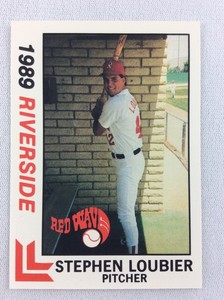 1989 RIVERSIDE
RED WAVE
STEPHEN LOUBIER
PITCHER